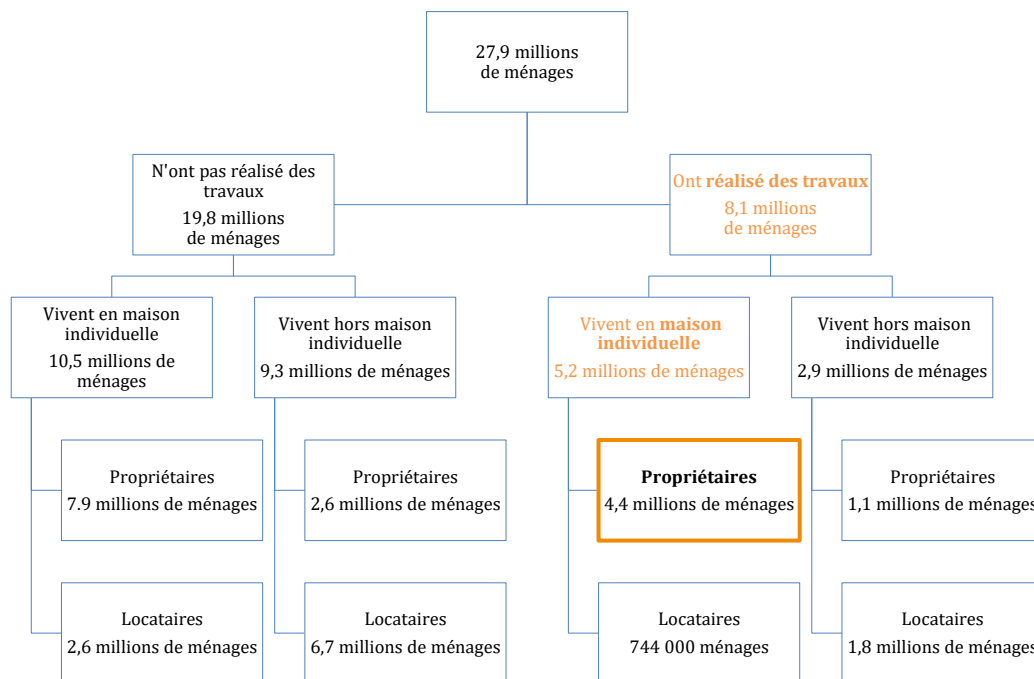 27,9 millions
de ménages
N'ont pas réalisé des
travaux
19,8 millions
de ménages
Ont réalisé des travaux
8,1 millions
de ménages
Vivent en maison
individuelle
10,5 millions de
ménages
Vivent hors maison
individuelle
9,3 millions de ménages
Vivent en maison
individuelle
5,2 millions de ménages
Vivent hors maison
individuelle
2,9 millions de ménages
Propriétaires
7.9 millions de ménages
Propriétaires
2,6 millions de ménages
Propriétaires
4,4 millions de ménages
Propriétaires
1,1 millions de ménages
Locataires
2,6 millions de ménages
Locataires
6,7 millions de ménages
Locataires
744 000 ménages
Locataires
1,8 millions de ménages